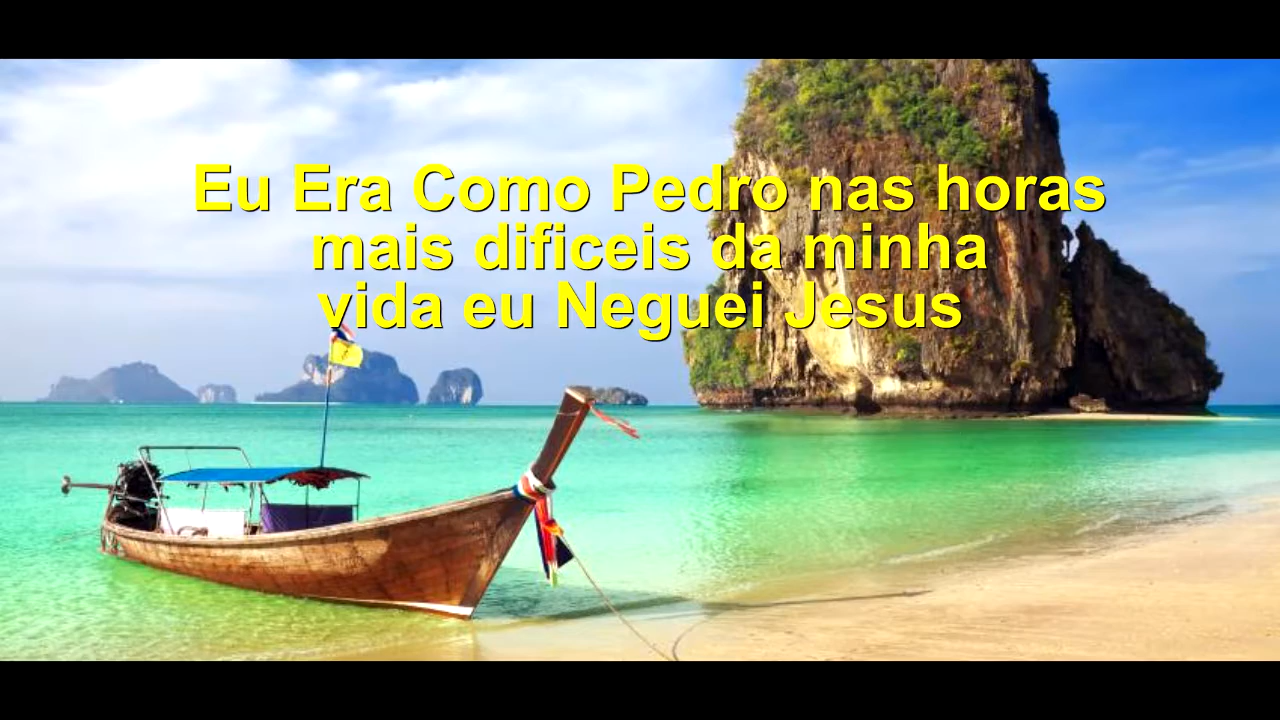 Eu Era Como Pedro nas horas
mais dificeis da minha
vida eu Neguei Jesus